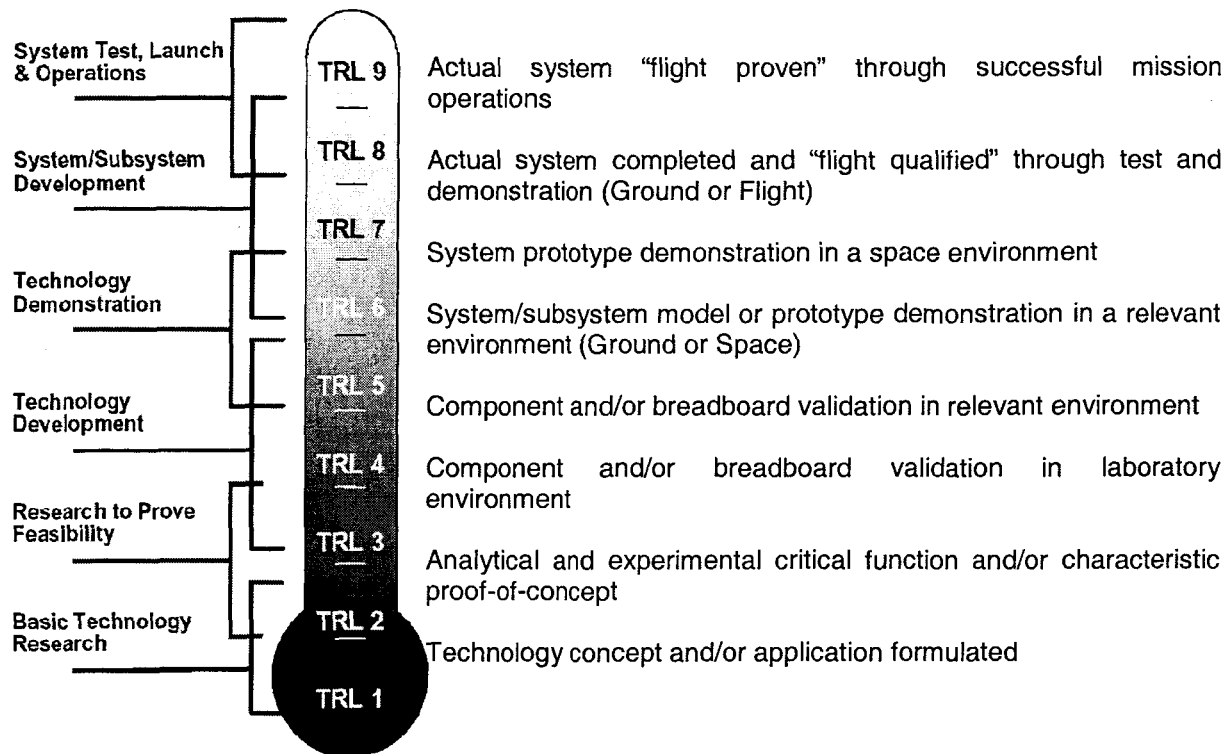 System Test, Launch
& Operations
System/Subsystem
Development
Technology
Demonstration
Technology
Development
Research to Prove
Feasibility
Basic Technology
Research
TRL 9
TRL 8
TRL 7
TRL 6
TRL 5
TRL 4
TRL 3
TRL 2
TRL 1
Actual system “flight proven” through successful mission
operations
Actual system completed and “flight qualified” through test and
demonstration (Ground or Flight)
System prototype demonstration in a space environment
System/subsystem model or prototype demonstration in a relevant
environment (Ground or Space)
Component and/or breadboard validation in relevant environment
Component and/or breadboard validation in laboratory
environment
Analytical and experimental critical function and/or characteristic
proof-of-concept
Technology concept and/or application formulated